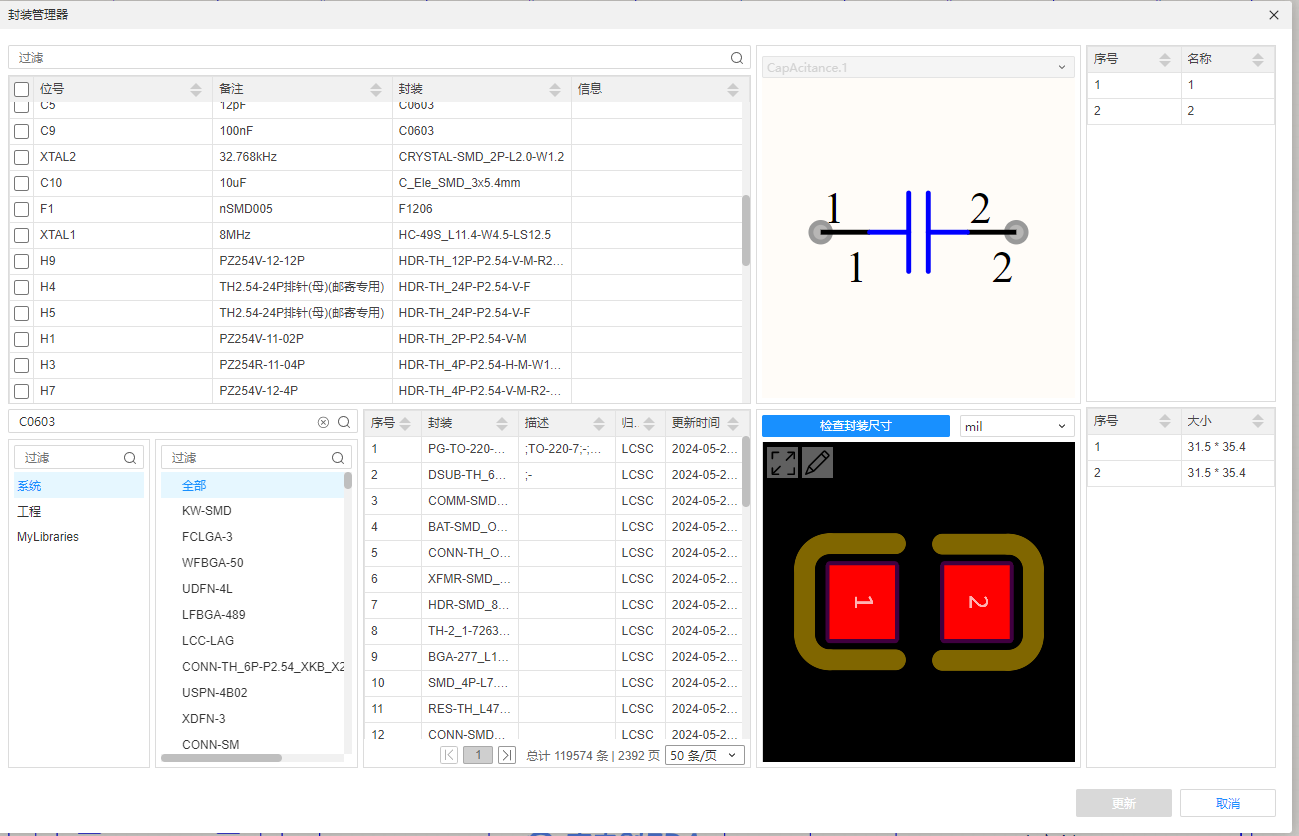 封装管理器
过滤
位号 备注 封装 信息
C5 12pF C0603
C9 100nF C0603
XTAL2 32.768kHz CRYSTAL-SMD_2P-L2.0-W1.2
C10 10uF C_Ele_SMD_3x5.4mm
F1 nSMD005 F1206
XTAL1 8MHz HC-49S_L11.4-W4.5-LS12.5
H9 PZ254V-12-12P HDR-TH_12P-P2.54-V-M-R2...
H4 TH2.54-24P排针(母)(邮寄专用) HDR-TH_24P-P2.54-V-F
H5 TH2.54-24P排针(母)(邮寄专用) HDR-TH_24P-P2.54-V-F
H1 PZ254V-11-02P HDR-TH_2P-P2.54-V-M
H3 PZ254R-11-04P HDR-TH_4P-P2.54-H-M-W1...
H7 PZ254V-12-4P HDR-TH_4P-P2.54-V-M-R2-...
CapAcitance.1
1 2
1 2
序号 名称
1 1
2 2
C0603
过滤
系统
工程
MyLibraries
过滤
全部
KW-SMD
FCLGA-3
WFBGA-50
UDFN-4L
LFBGA-489
LCC-LAG
CONN-TH_6P-P2.54_XKB_X2
USPN-4B02
XDFN-3
CONN-SM
序号 封装 描述 归. 更新时间
1 PG-TO-220-... ;TO-220-7;-;... LCSC 2024-05-2...
2 DSUB-TH_6... ;- LCSC 2024-05-2...
3 COMM-SMD... LCSC 2024-05-2...
4 BAT-SMD_O... LCSC 2024-05-2...
5 CONN-TH_O... LCSC 2024-05-2...
6 XFMR-SMD_... LCSC 2024-05-2...
7 HDR-SMD_8... LCSC 2024-05-2...
8 TH-2_1-7263... LCSC 2024-05-2...
9 BGA-277_L1... LCSC 2024-05-2...
10 SMD_4P-L7.... LCSC 2024-05-2...
11 RES-TH_L47... LCSC 2024-05-2...
12 CONN-SMD... LCSC 2024-05-2...
1 总计 119574 条 | 2392 页 50 条/页
检查封装尺寸 mil
1 2
序号 大小
1 31.5 * 35.4
2 31.5 * 35.4
更新 取消